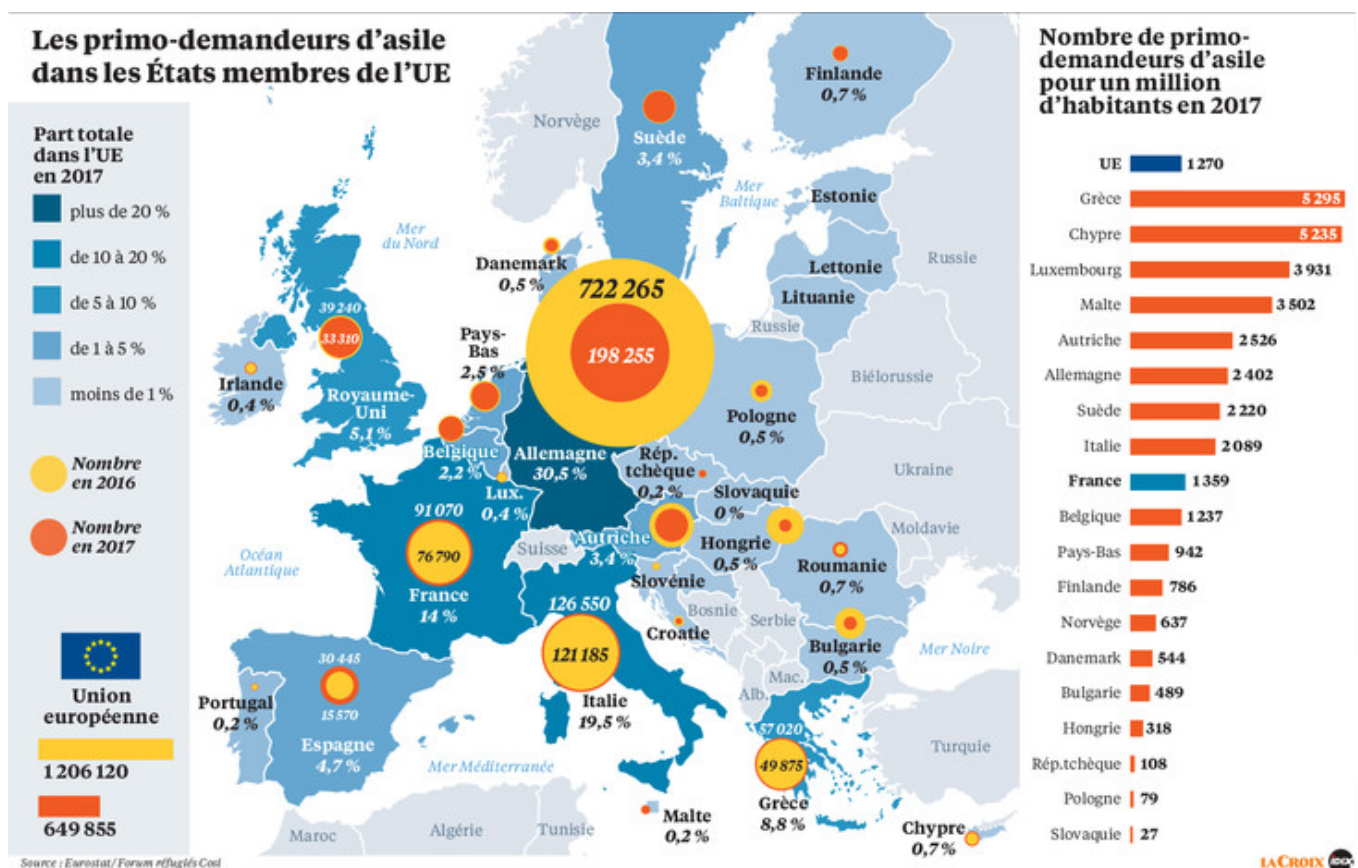 Les primo-demandeurs d'asile
dans les États membres de l'UE
Part totale
dans l'UE
en 2017
plus de 20 %
de 10 à 20 %
de 5 à 10 %
de 1 à 5 %
moins de 1 %
Nombre
en 2016
Nombre
en 2017
Union
européenne
1 206 120
649 855
Norvège
Suède
3,4 %
Finlande
0,7 %
Mer
Baltique
Estonie
Lettonie
Lituanie
Russie
Russie
Biélorussie
Mer
du Nord
Danemark
0,5 %
722 265
198 255
39 240
33 310
Irlande
0,4 %
Royaume-
Uni
5,1 %
Pays-
Bas
2,5 %
Belgique
2,2 %
Lux.
0,4 %
Allemagne
30,5 %
Pologne
0,5 %
Rép.
tchèque
0,2 %
Slovaquie
0 %
Ukraine
Moldavie
91 070
76 790
France
14 %
Océan
Atlantique
Suisse
Autriche
3,4 %
Hongrie
0,5 %
Roumanie
0,7 %
Slovénie
Bosnie
Serbie
Croatie
126 550
121 185
Italie
19,5 %
Bulgarie
0,5 %
Mer Noire
Mac.
Alb.
Portugal
0,2 %
30 445
15 570
Espagne
4,7 %
Mer Méditerranée
57 020
49 875
Grèce
8,8 %
Turquie
Malte
0,2 %
Chypre
0,7 %
Maroc
Algérie
Tunisie
Nombre de primo-
demandeurs d'asile
pour un million
d'habitants en 2017
UE 1 270
Grèce 5 295
Chypre 5 235
Luxembourg 3 931
Malte 3 502
Autriche 2 526
Allemagne 2 402
Suède 2 220
Italie 2 089
France 1 359
Belgique 1 237
Pays-Bas 942
Finlande 786
Norvège 637
Danemark 544
Bulgarie 489
Hongrie 318
Rép.tchèque 108
Pologne 79
Slovaquie 27
Source : Eurostat/ Forum réfugiés Cosi
LA CROIX